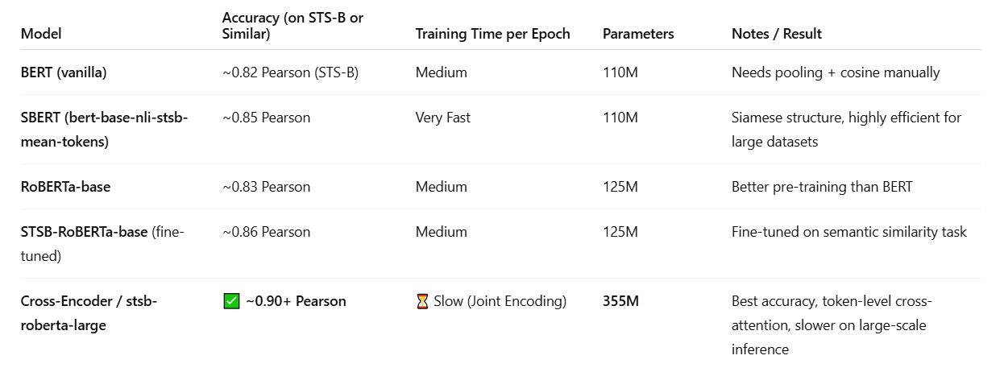 Model
Accuracy (on STS-B or
Similar)
Training Time per Epoch
Parameters
Notes / Result
BERT (vanilla)
~0.82 Pearson (STS-B)
Medium
110M
Needs pooling + cosine manually
SBERT (bert-base-nli-stsb-
mean-tokens)
~0.85 Pearson
Very Fast
110M
Siamese structure, highly efficient for
large datasets
RoBERTa-base
~0.83 Pearson
Medium
125M
Better pre-training than BERT
STSB-RoBERTa-base (fine-
tuned)
~0.86 Pearson
Medium
125M
Fine-tuned on semantic similarity task
Cross-Encoder / stsb-
roberta-large
✅ ~0.90+ Pearson
⏳ Slow (Joint Encoding)
355M
Best accuracy, token-level cross-
attention, slower on large-scale
inference